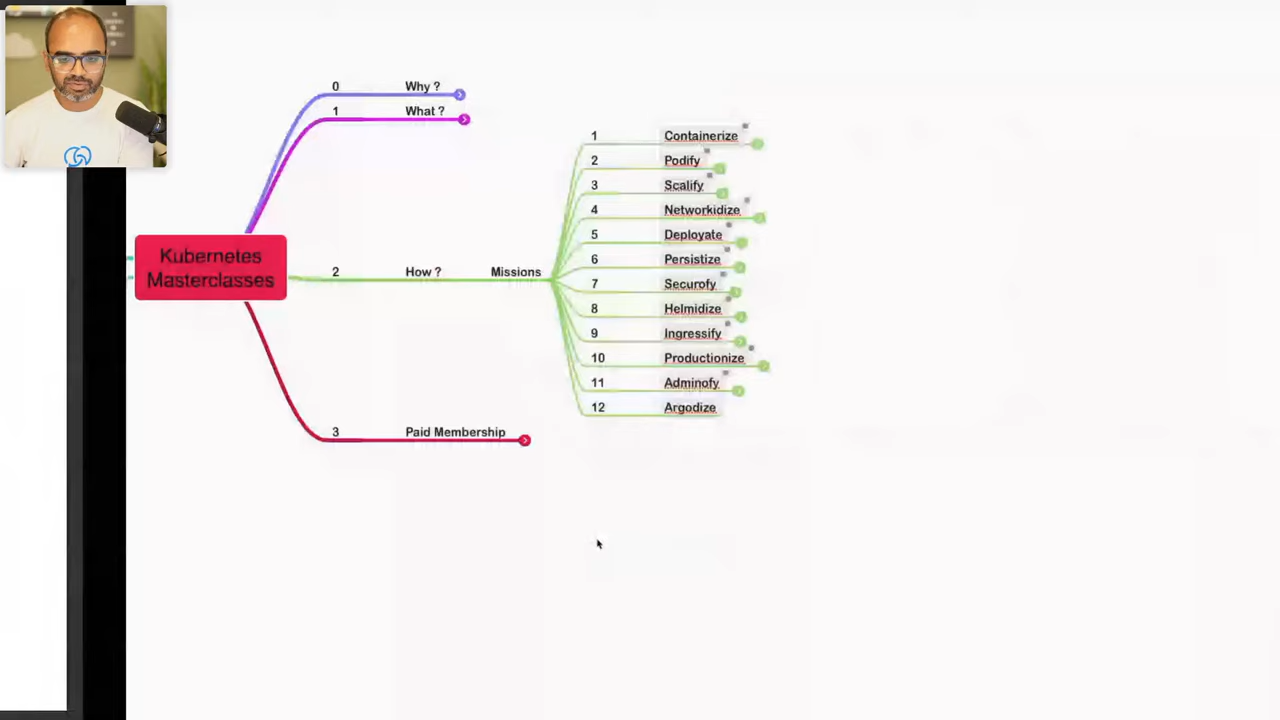 0 Why ?
1 What ?
Kubernetes
Masterclasses
2 How ? Missions
1 Containerize
2 Podify
3 Scalify
4 Networkidize
5 Deployate
6 Persistize
7 Securofy
8 Helmidize
9 Ingressify
10 Productionize
11 Adminofy
12 Argodize
3 Paid Membership